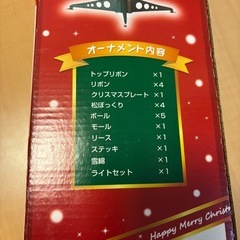 オーナメント内容
トップリボン ×1
リボン ×4
クリスマスプレート ×1
松ぼっくり ×4
ボール ×5
モール ×1
リース ×1
ステッキ ×1
雪綿 ×1
ライトセット ×1
Happy Merry Christ